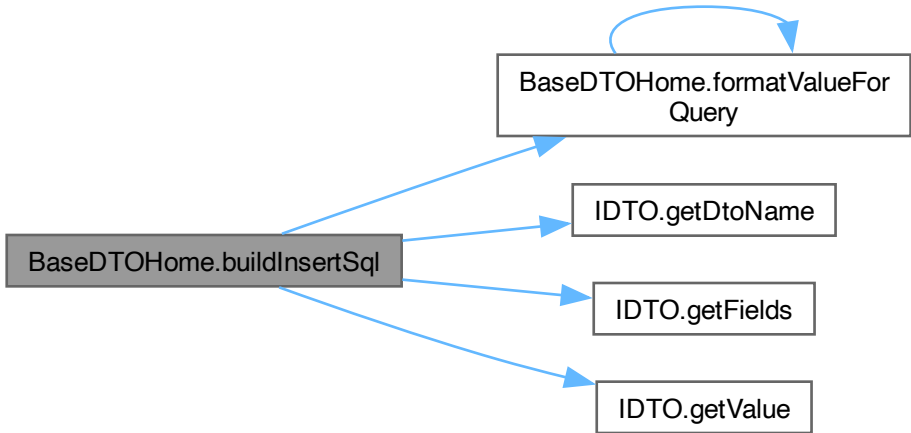 BaseDTOHome.formatValueFor
Query
IDTO.getDtoName
BaseDTOHome.buildInsertSql
IDTO.getFields
IDTO.getValue